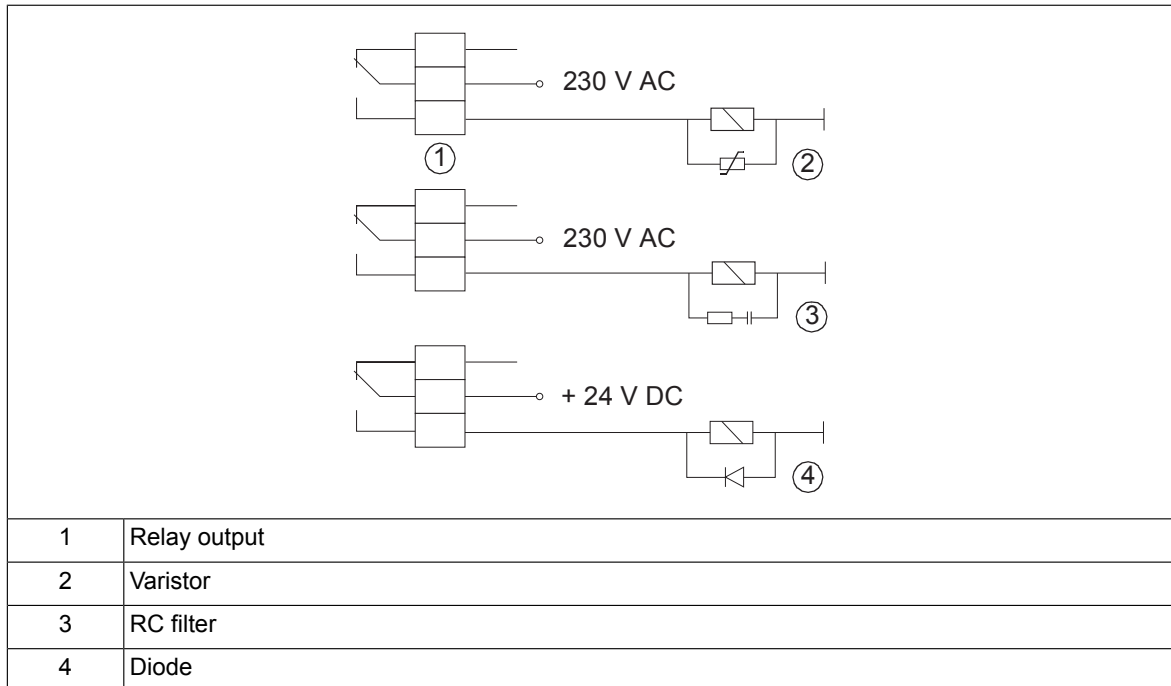 230 V AC
1
2
230 V AC
3
+ 24 V DC
4
1 Relay output
2 Varistor
3 RC filter
4 Diode